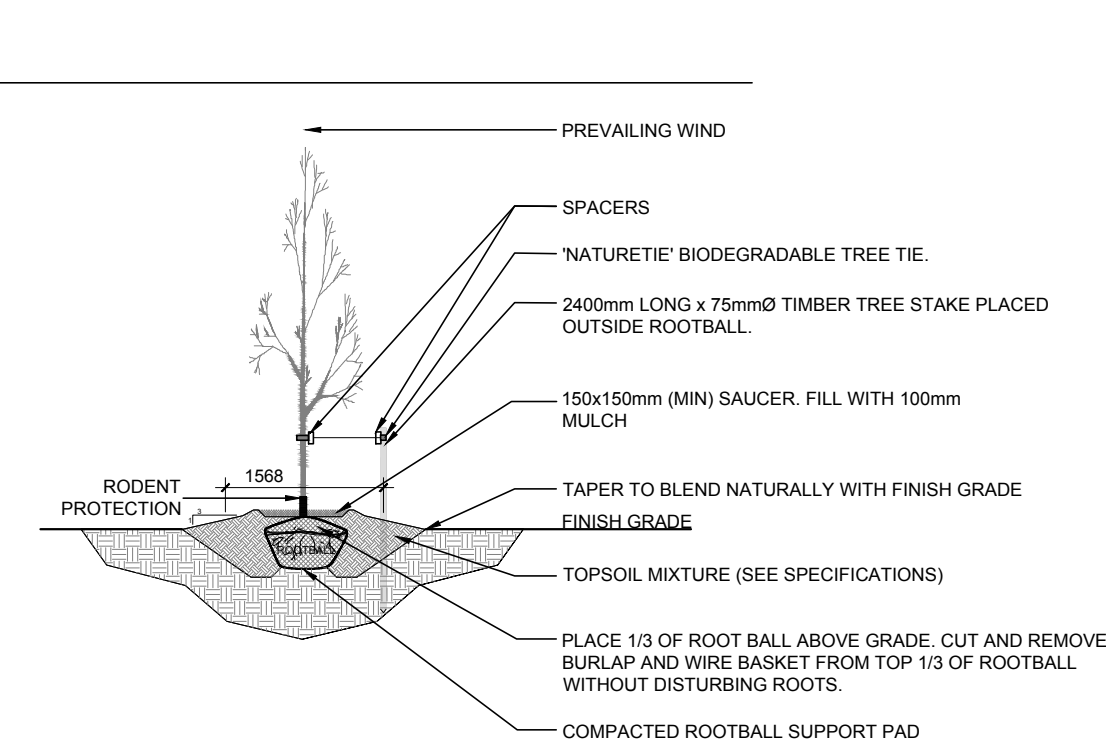 PREVAILING WIND
SPACERS
'NATURETIE' BIODEGRADABLE TREE TIE.
2400mm LONG x 75mmØ TIMBER TREE STAKE PLACED
OUTSIDE ROOTBALL.
150x150mm (MIN) SAUCER. FILL WITH 100mm
MULCH
1568
RODENT
PROTECTION
3
1
TAPER TO BLEND NATURALLY WITH FINISH GRADE
FINISH GRADE
ROOTBALL
TOPSOIL MIXTURE (SEE SPECIFICATIONS)
PLACE 1/3 OF ROOT BALL ABOVE GRADE. CUT AND REMOVE
BURLAP AND WIRE BASKET FROM TOP 1/3 OF ROOTBALL
WITHOUT DISTURBING ROOTS.
COMPACTED ROOTBALL SUPPORT PAD